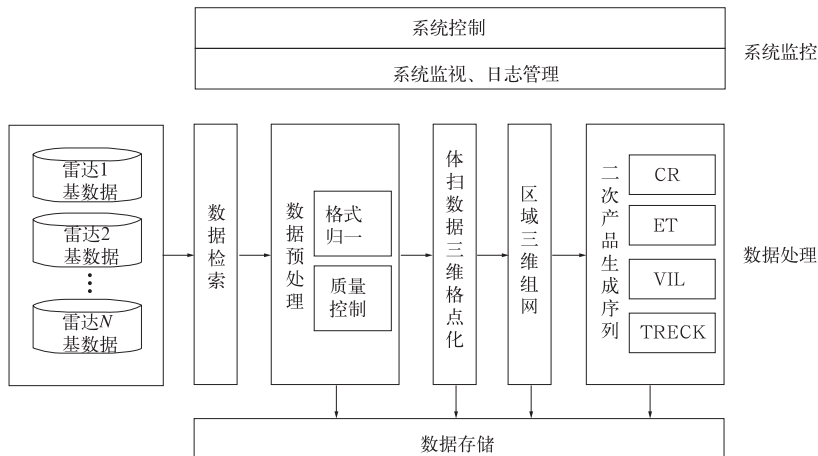 系统控制
系统监视、日志管理
系统监控
雷达1
基数据
雷达2
基数据
雷达N
基数据
数据检索
数据预处理
格式
归一
质量
控制
体扫数据三维格点化
区域三维组网
二次产品生成序列
CR
ET
VIL
TRECK
数据处理
数据存储